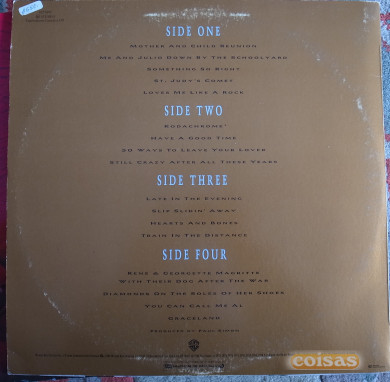 SIDE ONE
MOTHER AND CHILD REUNION
ME AND JULIO DOWN BY THE SCHOOLYARD
SOMETHING SO RIGHT
ST. JUDY'S COMET
LOVES ME LIKE A ROCK
SIDE TWO
KODACHROME
HAVE A GOOD TIME
50 WAYS TO LEAVE YOUR LOVER
STILL CRAZY AFTER ALL THESE YEARS
SIDE THREE
LATE IN THE EVENING
SLIP SLIDIN' AWAY
HEARTS AND BONES
TRAIN IN THE DISTANCE
SIDE FOUR
RENÉ & GEORGETTE MAGRITTE
WITH THEIR DOG AFTER THE WAR
DIAMONDS ON THE SOLES OF HER SHOES
YOU CAN CALL ME AL
GRACELAND
PRODUCED BY PAUL SIMON
coisas